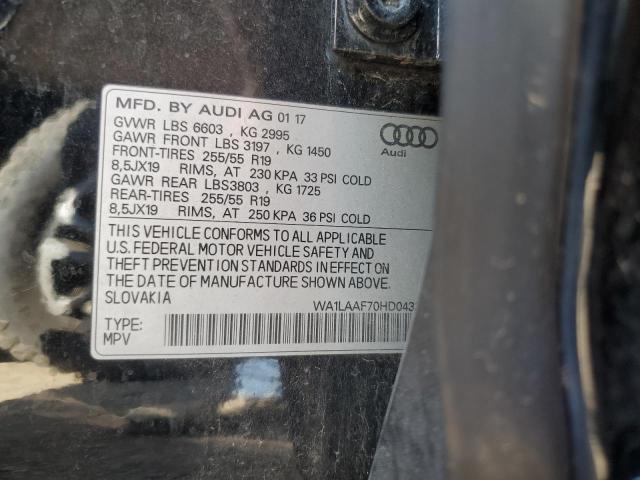 MFD. BY AUDI AG 01 17
GVWR LBS 6603 , KG 2995
GAWR FRONT LBS 3197 , KG 1450
FRONT-TIRES 255/55 R19
8,5JX19 RIMS, AT 230 KPA 33 PSI COLD
GAWR REAR LBS3803 , KG 1725
REAR-TIRES 255/55 R19
8,5JX19 RIMS, AT 250 KPA 36 PSI COLD
Audi
THIS VEHICLE CONFORMS TO ALL APPLICABLE
U.S. FEDERAL MOTOR VEHICLE SAFETY AND
THEFT PREVENTION STANDARDS IN EFFECT ON
THE DATE OF MANUFACTURE SHOWN ABOVE.
SLOVAKIA
WA1LAAF70HD043
TYPE:
MPV